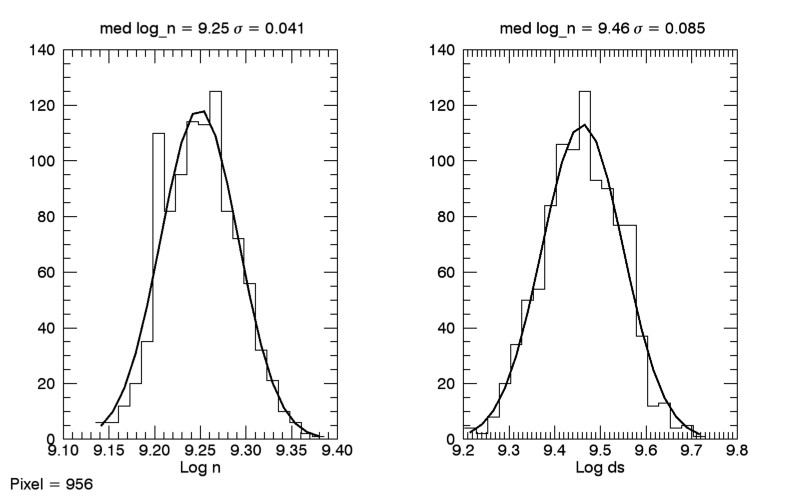 med log_n = 9.25 σ = 0.041
med log_n = 9.46 σ = 0.085
140
120
100
80
60
40
20
0
9.10 9.15 9.20 9.25 9.30 9.35 9.40
Log n
140
120
100
80
60
40
20
0
9.2 9.3 9.4 9.5 9.6 9.7 9.8
Log ds
Pixel = 956